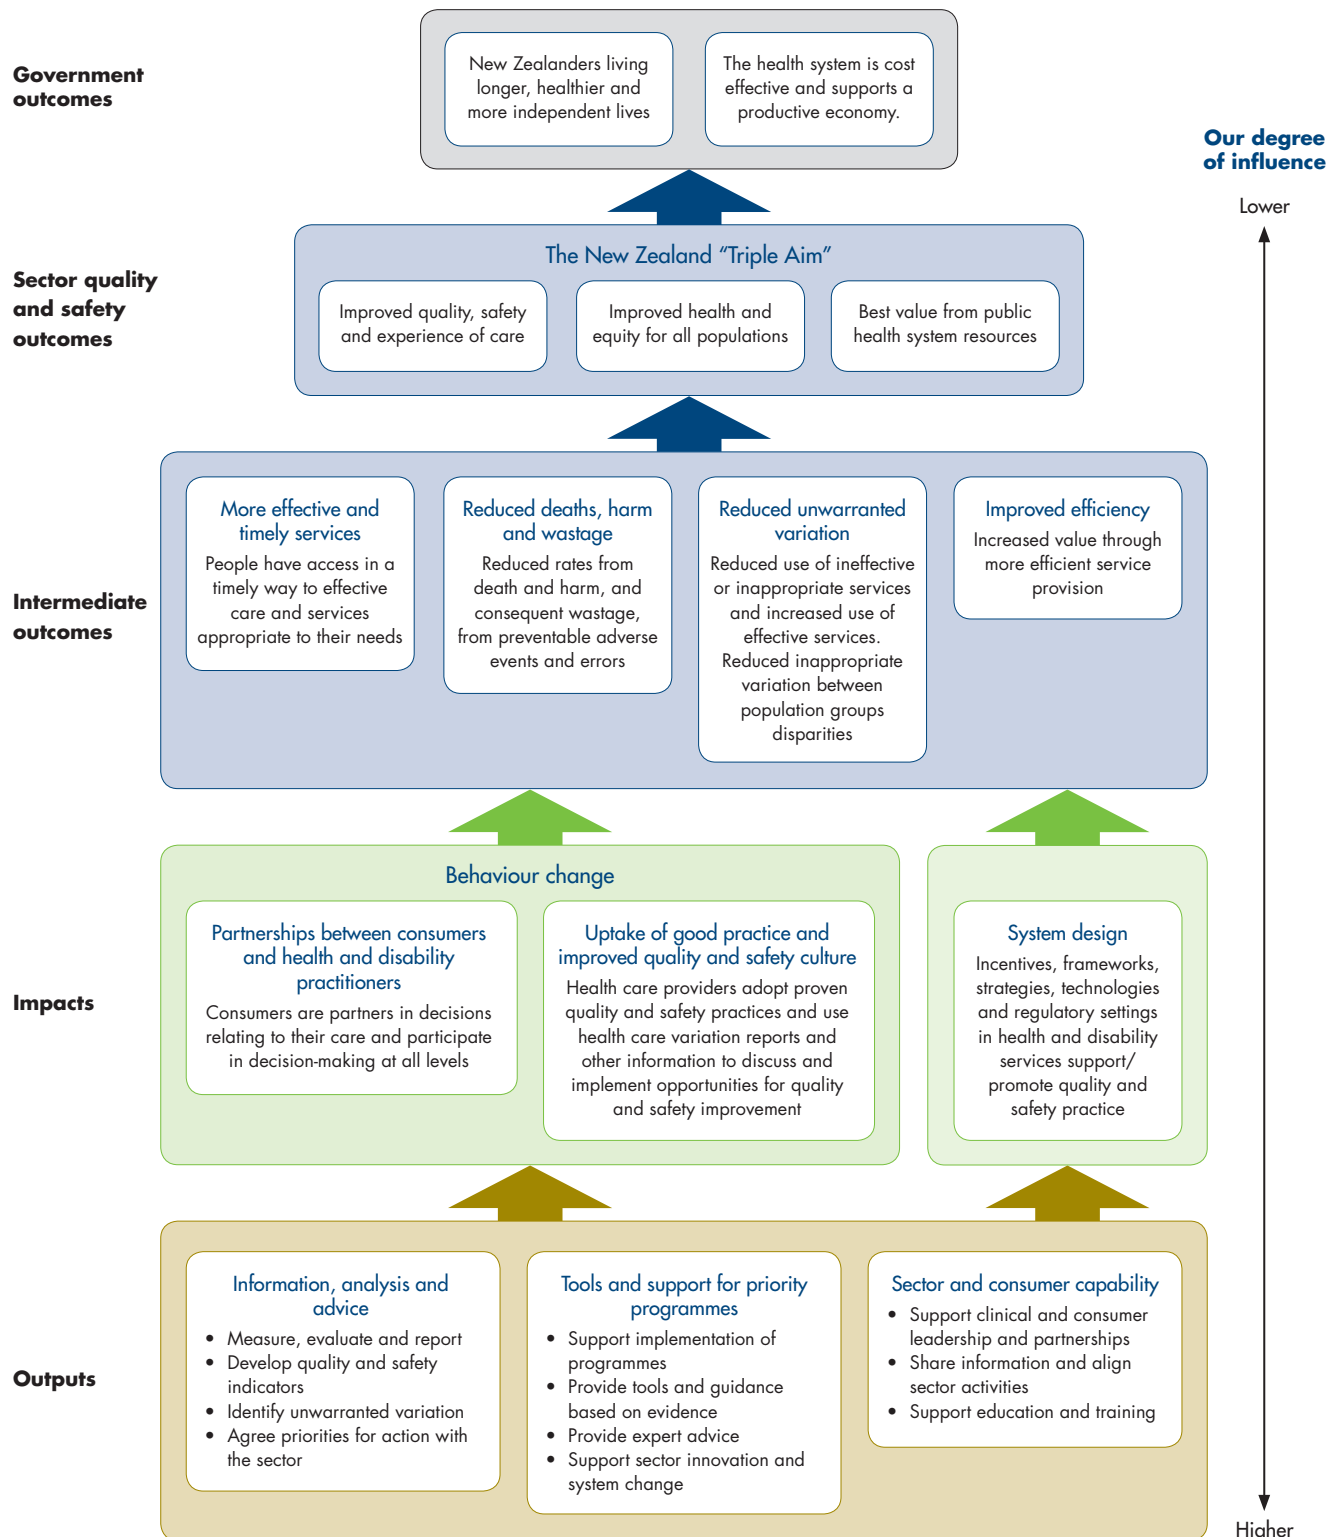 Government
outcomes
New Zealanders living
longer, healthier and
more independent lives
The health system is cost
effective and supports a
productive economy.
Our degree
of influence
Lower
Sector quality
and safety
outcomes
The New Zealand “Triple Aim”
Improved quality, safety
and experience of care
Improved health and
equity for all populations
Best value from public
health system resources
Intermediate
outcomes
More effective and
timely services
People have access in a
timely way to effective
care and services
appropriate to their needs
Reduced deaths, harm
and wastage
Reduced rates from
death and harm, and
consequent wastage,
from preventable adverse
events and errors
Reduced unwarranted
variation
Reduced use of ineffective
or inappropriate services
and increased use of
effective services.
Reduced inappropriate
variation between
population groups
disparities
Improved efficiency
Increased value through
more efficient service
provision
Impacts
Behaviour change
Partnerships between consumers
and health and disability
practitioners
Consumers are partners in decisions
relating to their care and participate
in decision-making at all levels
Uptake of good practice and
improved quality and safety culture
Health care providers adopt proven
quality and safety practices and use
health care variation reports and
other information to discuss and
implement opportunities for quality
and safety improvement
System design
Incentives, frameworks,
strategies, technologies
and regulatory settings
in health and disability
services support/
promote quality and
safety practice
Outputs
Information, analysis and
advice
• Measure, evaluate and report
• Develop quality and safety
indicators
• Identify unwarranted variation
• Agree priorities for action with
the sector
Tools and support for priority
programmes
• Support implementation of
programmes
• Provide tools and guidance
based on evidence
• Provide expert advice
• Support sector innovation and
system change
Sector and consumer capability
• Support clinical and consumer
leadership and partnerships
• Share information and align
sector activities
• Support education and training
Higher